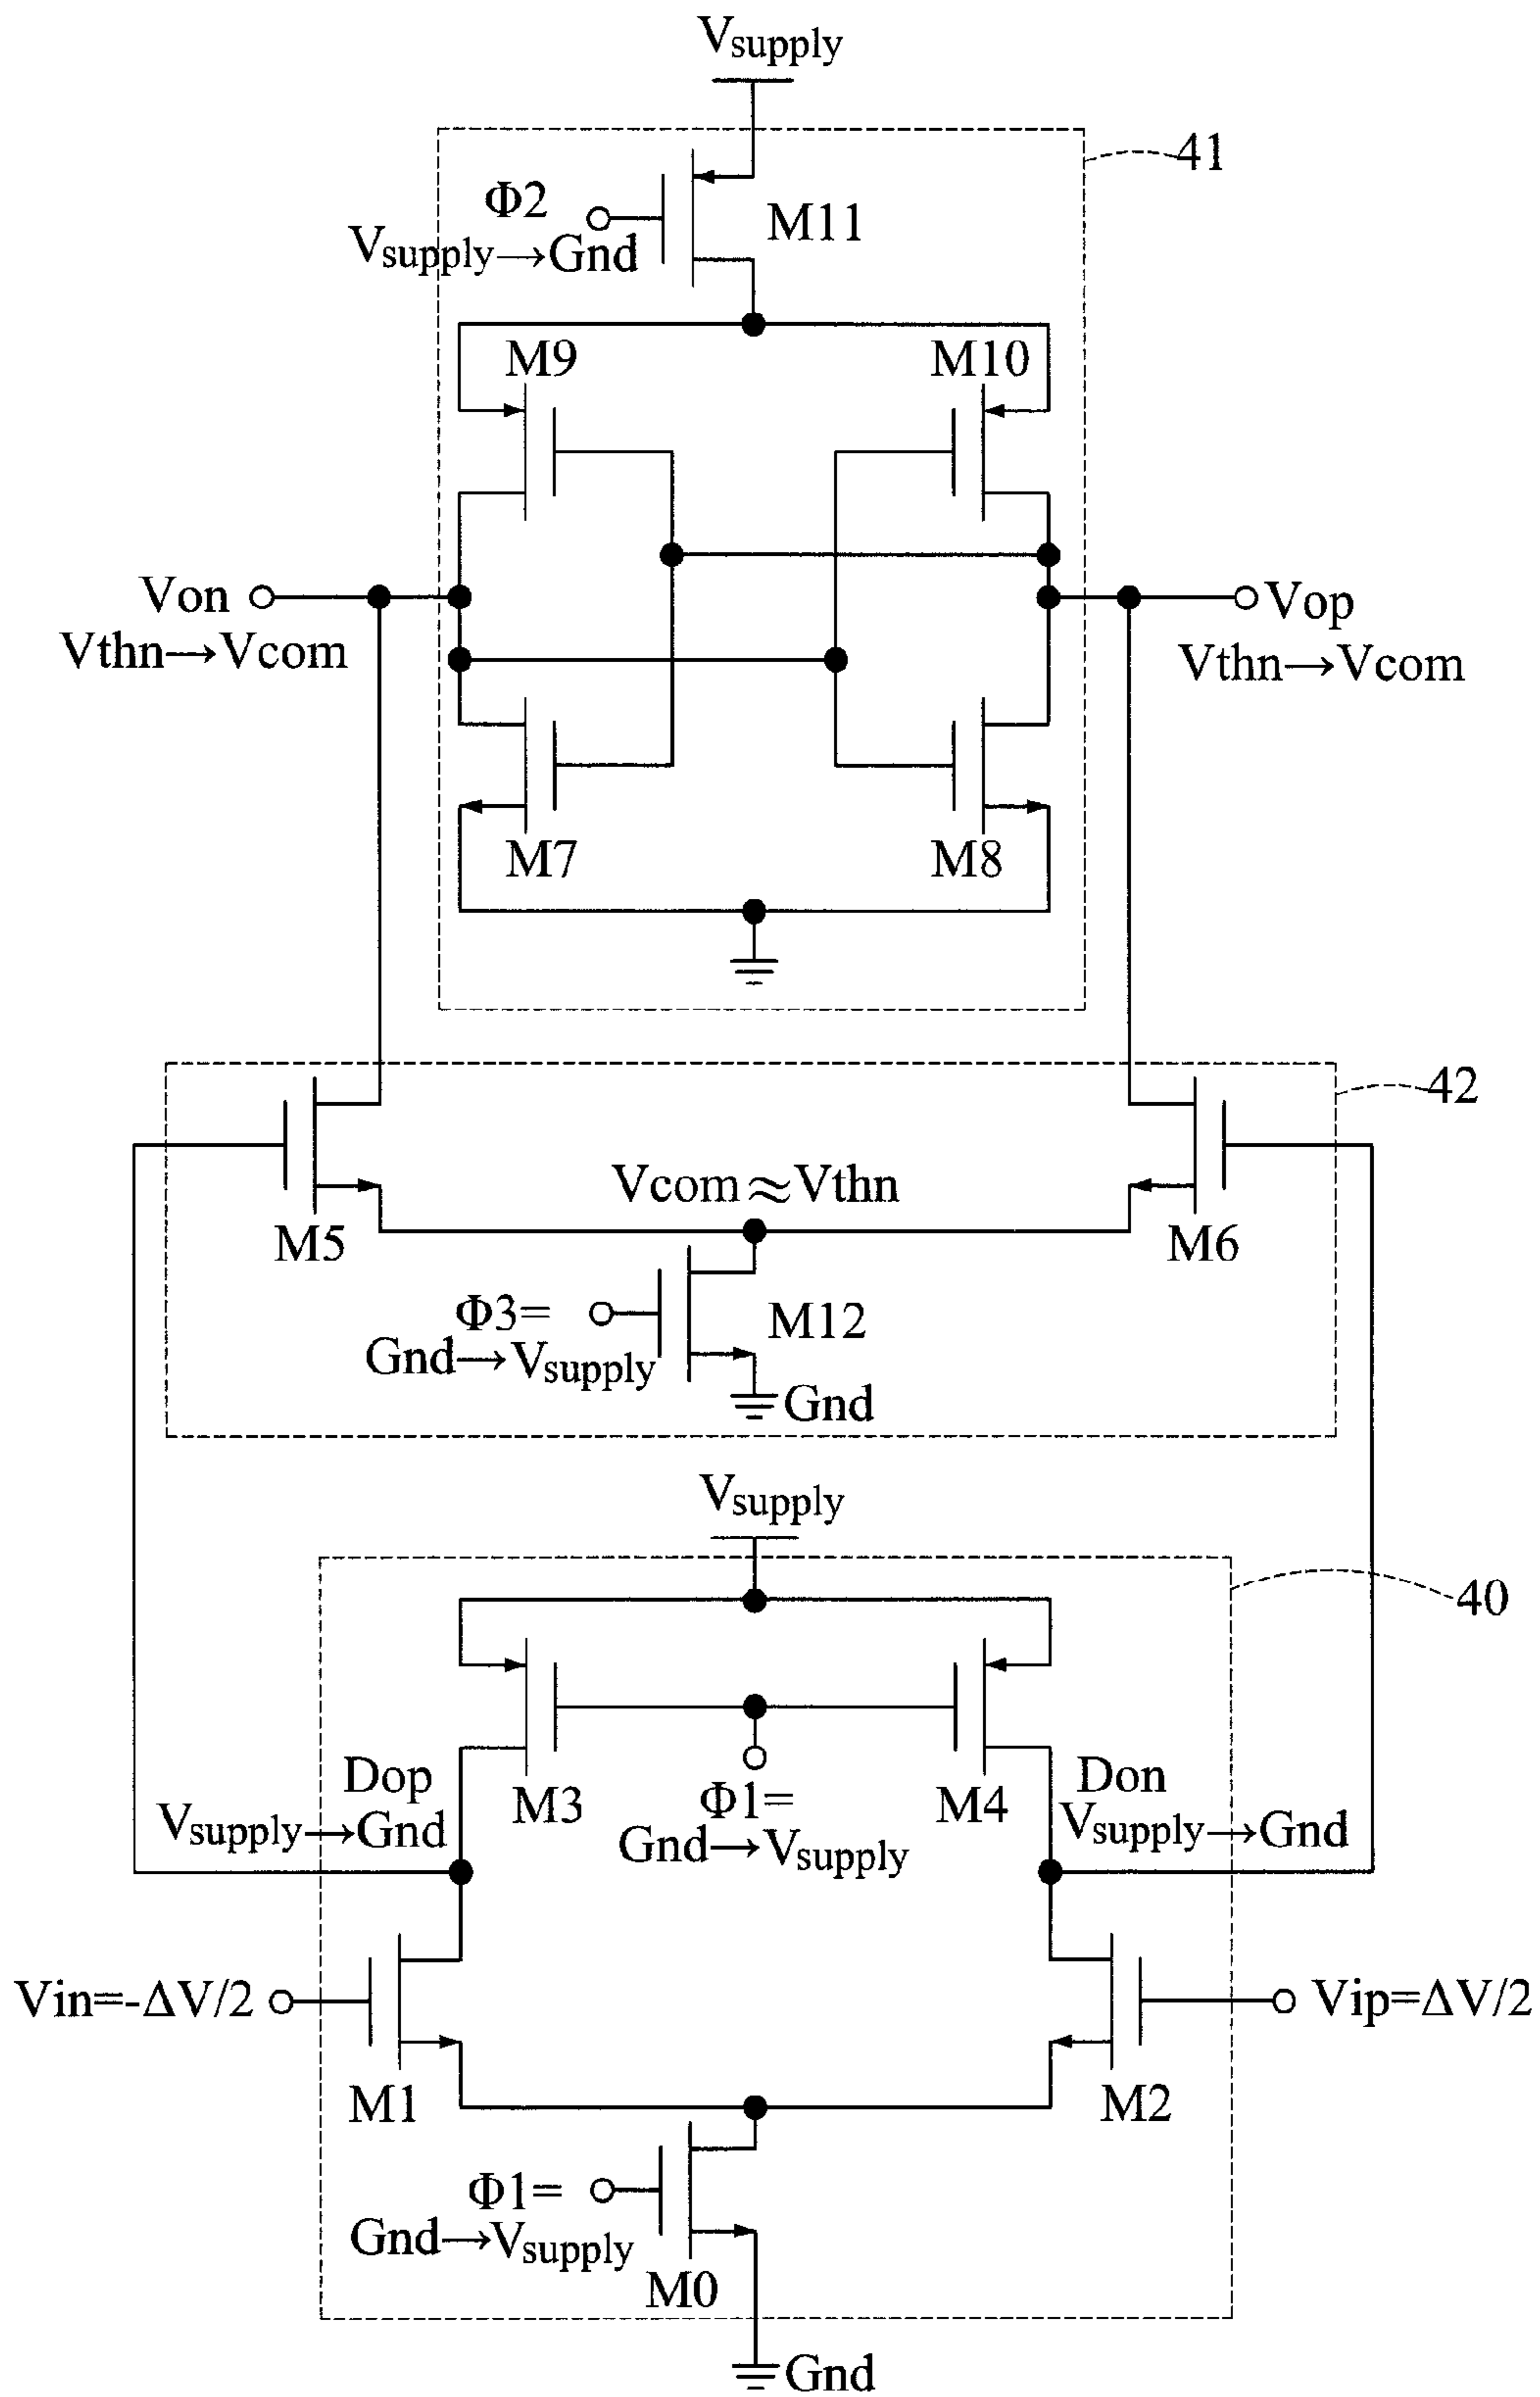 Vsupply
41
Φ2
Vsupply→Gnd
M11
M9
M10
Von
Vthn→Vcom
Vop
Vthn→Vcom
M7
M8
42
Vcom≈Vthn
M5
M6
Φ3=
Gnd→Vsupply
M12
Gnd
Vsupply
40
Dop
Vsupply→Gnd
M3
Φ1=
Gnd→Vsupply
M4
Don
Vsupply→Gnd
Vin=-ΔV/2
Vip=ΔV/2
M1
M2
Φ1=
Gnd→Vsupply
M0
Gnd